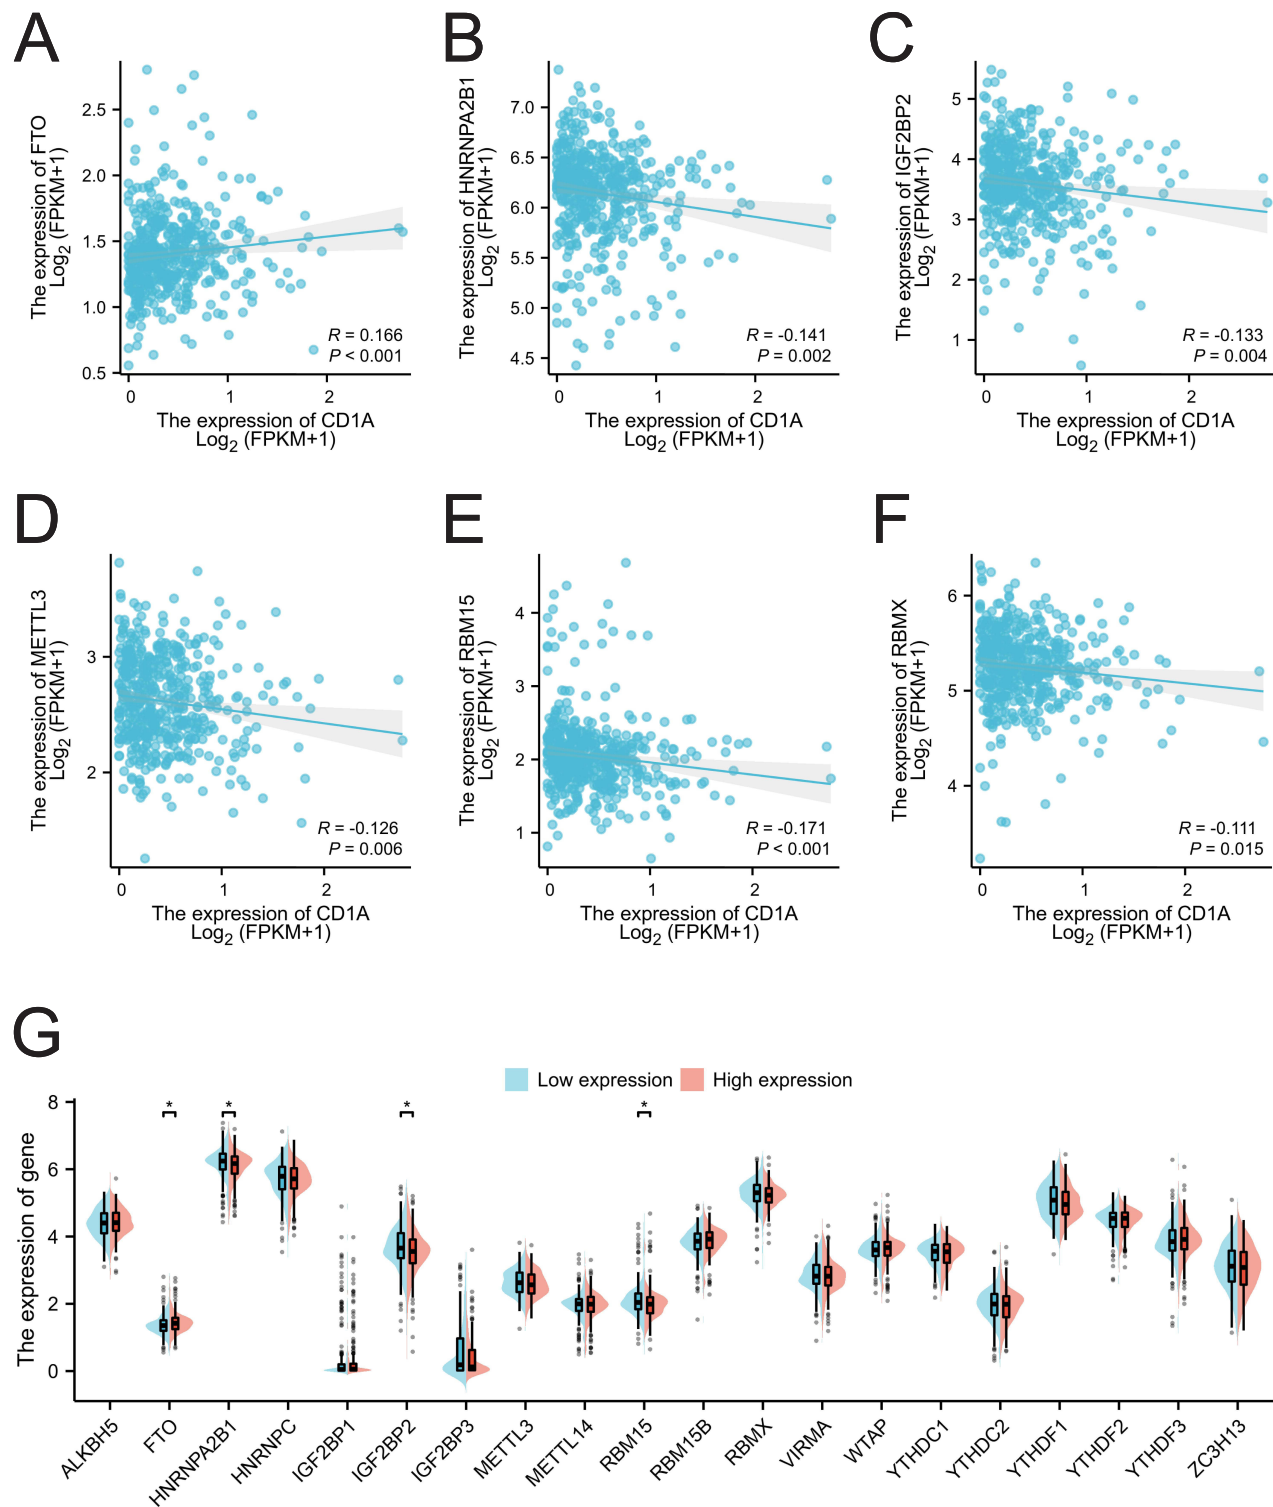 A
The expression of FTO
Log2 (FPKM+1)
2.5
2.0
1.5
1.0
0.5
R = 0.166
P < 0.001
0 1 2
The expression of CD1A
Log2 (FPKM+1)
B
The expression of HNRNPA2B1
Log2 (FPKM+1)
7.0
6.5
6.0
5.5
5.0
4.5
R = -0.141
P = 0.002
0 1 2
The expression of CD1A
Log2 (FPKM+1)
C
The expression of IGF2BP2
Log2 (FPKM+1)
5
4
3
2
1
R = -0.133
P = 0.004
0 1 2
The expression of CD1A
Log2 (FPKM+1)
D
The expression of METTL3
Log2 (FPKM+1)
3
2
R = -0.126
P = 0.006
0 1 2
The expression of CD1A
Log2 (FPKM+1)
E
The expression of RBM15
Log2 (FPKM+1)
4
3
2
1
R = -0.171
P < 0.001
0 1 2
The expression of CD1A
Log2 (FPKM+1)
F
The expression of RBMX
Log2 (FPKM+1)
6
5
4
R = -0.111
P = 0.015
0 1 2
The expression of CD1A
Log2 (FPKM+1)
G
Low expression High expression
The expression of gene
8
6
4
2
0
* * * *
ALKBH5
FTO
HNRNPA2B1
HNRNPC
IGF2BP1
IGF2BP2
IGF2BP3
METTL3
METTL14
RBM15
RBM15B
RBMX
VIRMA
WTAP
YTHDC1
YTHDC2
YTHDF1
YTHDF2
YTHDF3
ZC3H13